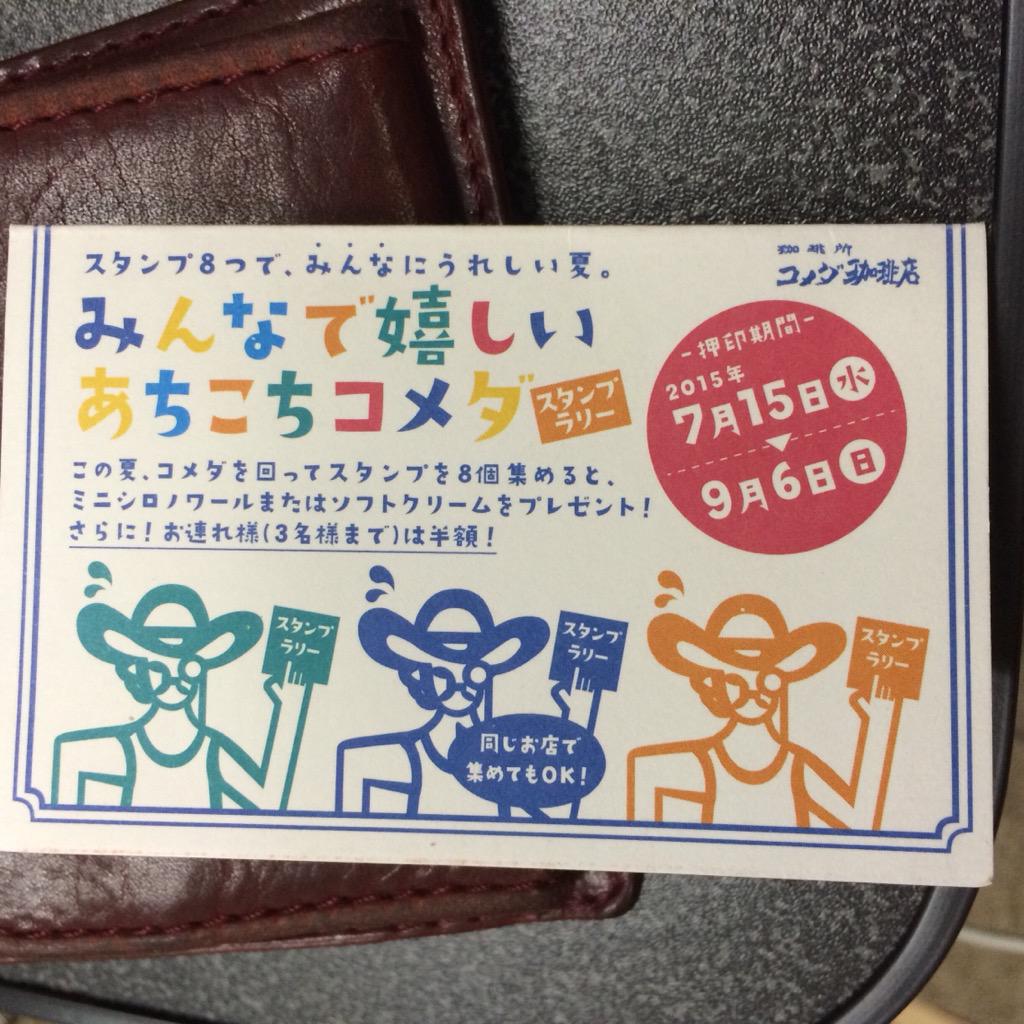 スタンプ8つで、みんなにうれしい夏。
珈琲所
コメダ珈琲店
みんなで嬉しい
あちこちコメダ
スタンプ
ラリー
-押印期間-
2015年
7月15日水
9月6日日
この夏、コメダを回ってスタンプを8個集めると、
ミニシロノワールまたはソフトクリームをプレゼント!
さらに!お連れ様(3名様まで)は半額!
スタンプ
ラリー
スタンプ
ラリー
スタンプ
ラリー
同じお店で
集めてもOK!